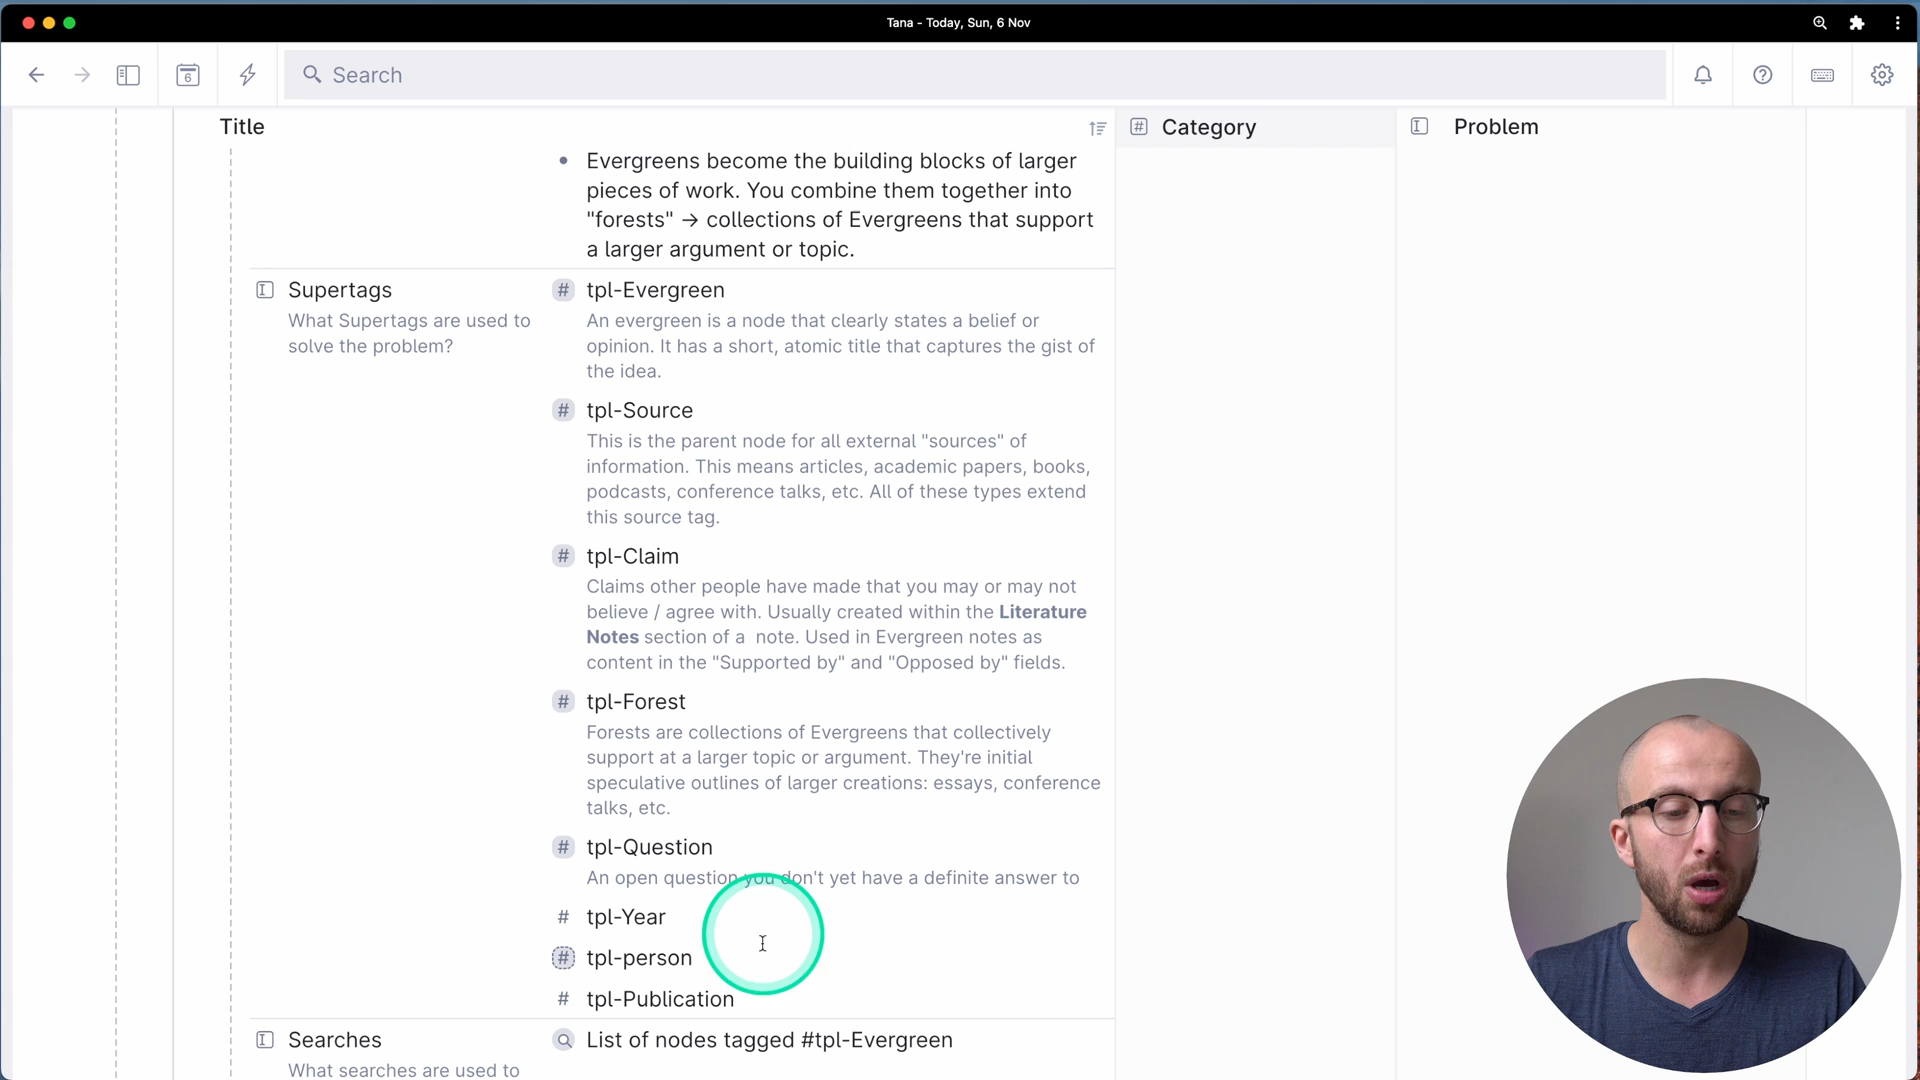 Tana - Today, Sun, 6 Nov
6
Search
Title
Category
Problem
Evergreens become the building blocks of larger
pieces of work. You combine them together into
"forests" → collections of Evergreens that support
a larger argument or topic.
Supertags
What Supertags are used to
solve the problem?
# tpl-Evergreen
An evergreen is a node that clearly states a belief or
opinion. It has a short, atomic title that captures the gist of
the idea.
# tpl-Source
This is the parent node for all external "sources" of
information. This means articles, academic papers, books,
podcasts, conference talks, etc. All of these types extend
this source tag.
# tpl-Claim
Claims other people have made that you may or may not
believe / agree with. Usually created within the Literature
Notes section of a  note. Used in Evergreen notes as
content in the "Supported by" and "Opposed by" fields.
# tpl-Forest
Forests are collections of Evergreens that collectively
support at a larger topic or argument. They're initial
speculative outlines of larger creations: essays, conference
talks, etc.
# tpl-Question
An open question you don't yet have a definite answer to
# tpl-Year
# tpl-person
# tpl-Publication
Searches
What searches are used to
List of nodes tagged #tpl-Evergreen